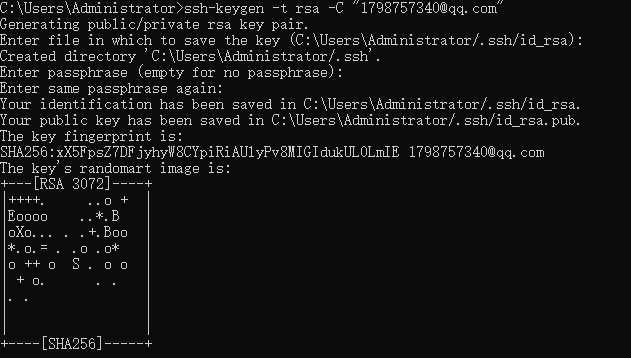 C:\Users\Administrator>ssh-keygen -t rsa -C "1798757340@qq.com"
Generating public/private rsa key pair.
Enter file in which to save the key (C:\Users\Administrator/.ssh/id_rsa):
Created directory 'C:\Users\Administrator/.ssh'.
Enter passphrase (empty for no passphrase):
Enter same passphrase again:
Your identification has been saved in C:\Users\Administrator/.ssh/id_rsa.
Your public key has been saved in C:\Users\Administrator/.ssh/id_rsa.pub.
The key fingerprint is:
SHA256:xX5FpsZ7DFjyhyW8CYpiRiAU1yPv8MIGIdukUL0LmIE 1798757340@qq.com
The key's randomart image is:
+---[RSA 3072]----+
|++++.     ..o +  |
|Eoooo    ..*.B   |
|oXo... . .+.Boo  |
|*.o.= . .o .o*   |
|o ++ o  S . o o  |
| + o.      . .   |
|. .              |
|                 |
|                 |
+----[SHA256]-----+